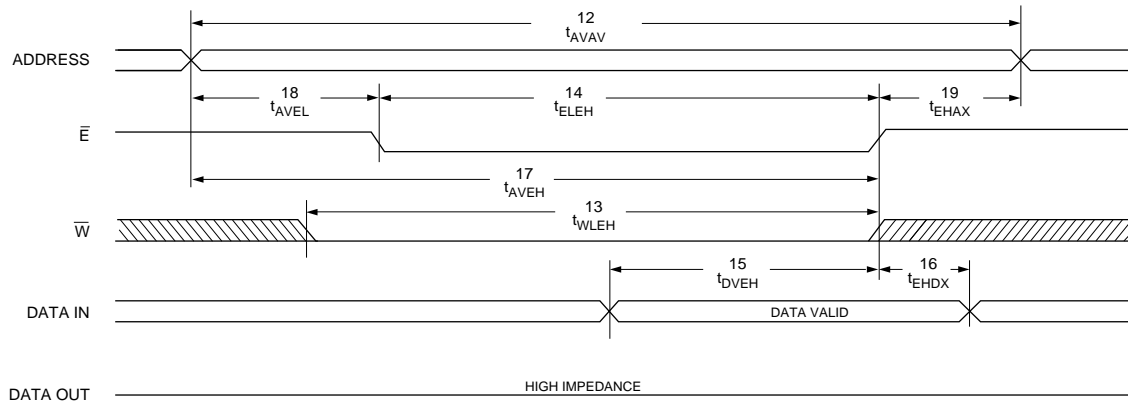 12
tAVAV
ADDRESS
18
tAVEL
14
tELEH
19
tEHAX
E̅
17
tAVEH
13
tWLEH
W̅
15
tDVEH
16
tEHDX
DATA IN
DATA VALID
DATA OUT
HIGH IMPEDANCE